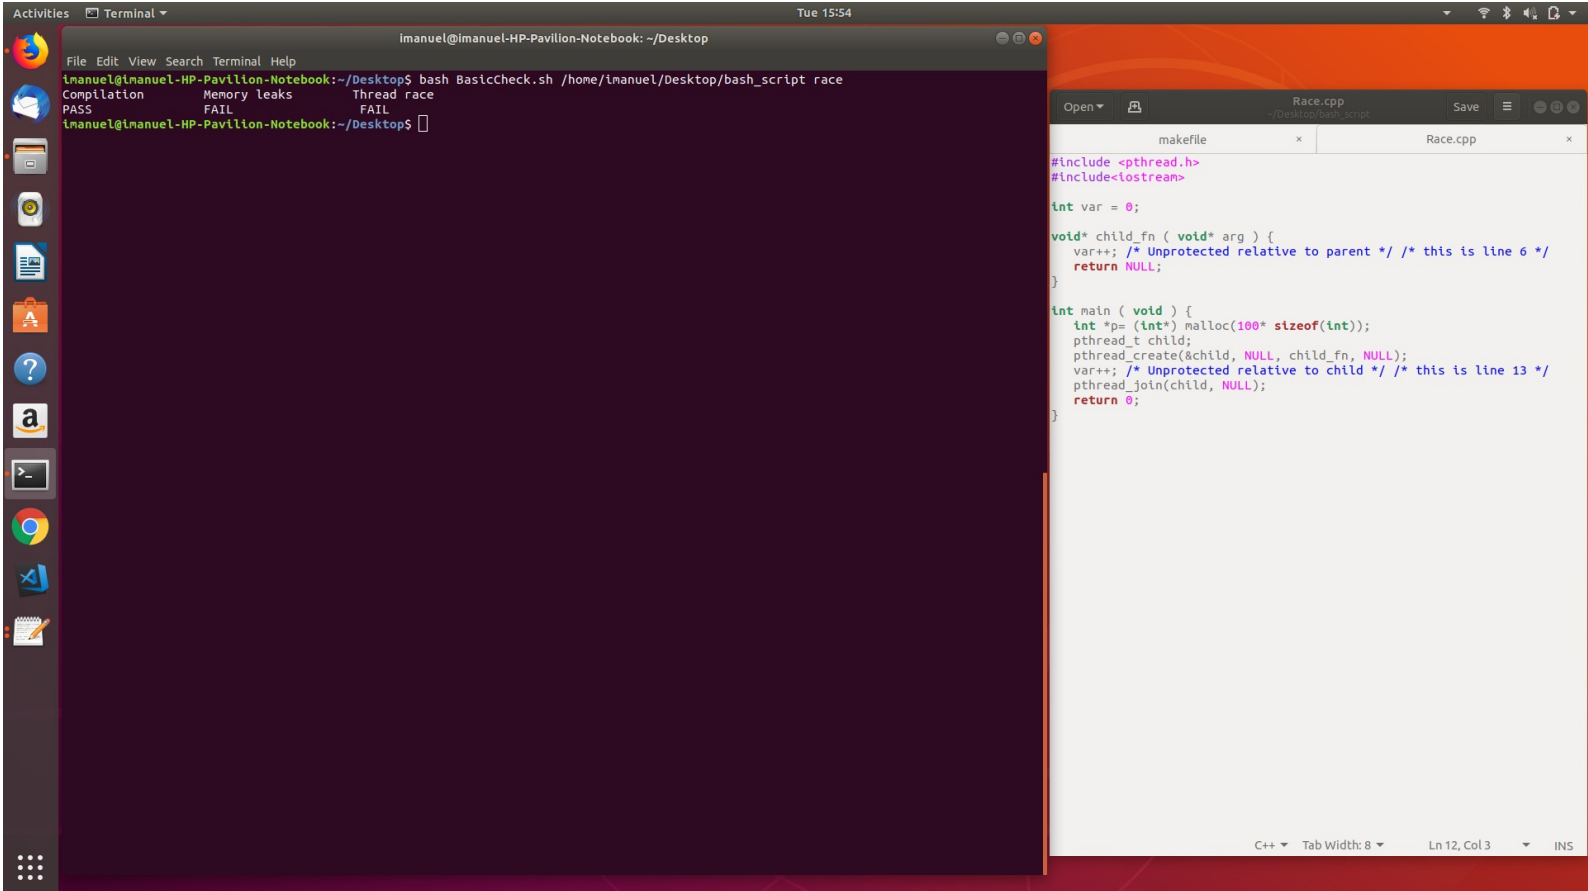 Activities Terminal Tue 15:54
imanuel@imanuel-HP-Pavilion-Notebook: ~/Desktop
File Edit View Search Terminal Help
imanuel@imanuel-HP-Pavilion-Notebook:~/Desktop$ bash BasicCheck.sh /home/imanuel/Desktop/bash_script race
Compilation Memory leaks Thread race
PASS FAIL FAIL
imanuel@imanuel-HP-Pavilion-Notebook:~/Desktop$
Open Race.cpp Save
~/Desktop/bash_script
makefile × Race.cpp ×
#include <pthread.h>
#include<iostream>
int var = 0;
void* child_fn ( void* arg ) {
var++; /* Unprotected relative to parent */ /* this is line 6 */
return NULL;
}
int main ( void ) {
int *p= (int*) malloc(100* sizeof(int));
pthread_t child;
pthread_create(&child, NULL, child_fn, NULL);
var++; /* Unprotected relative to child */ /* this is line 13 */
pthread_join(child, NULL);
return 0;
}
C++ Tab Width: 8 Ln 12, Col 3 INS